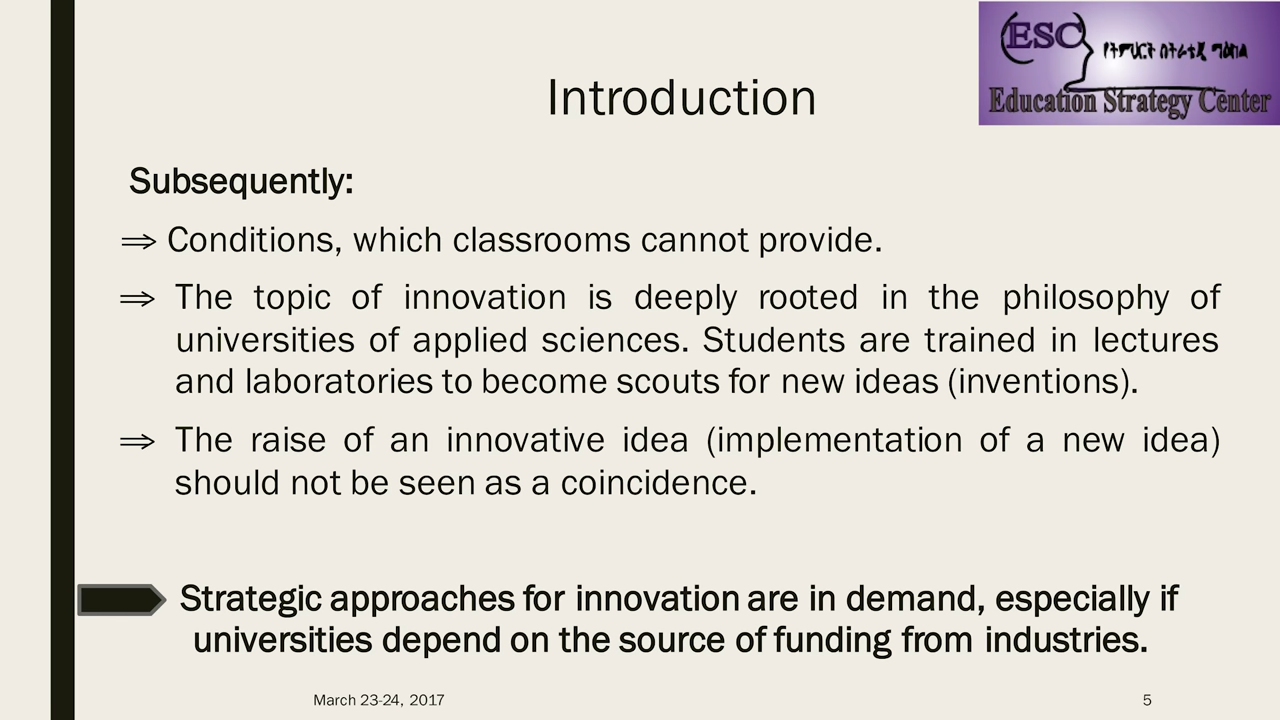 ESC
የትምህርት ስትራቴጂ ማዕከል
Education Strategy Center
Introduction
Subsequently:
⇒ Conditions, which classrooms cannot provide.
⇒ The topic of innovation is deeply rooted in the philosophy of
universities of applied sciences. Students are trained in lectures
and laboratories to become scouts for new ideas (inventions).
⇒ The raise of an innovative idea (implementation of a new idea)
should not be seen as a coincidence.
Strategic approaches for innovation are in demand, especially if
universities depend on the source of funding from industries.
March 23-24, 2017
5